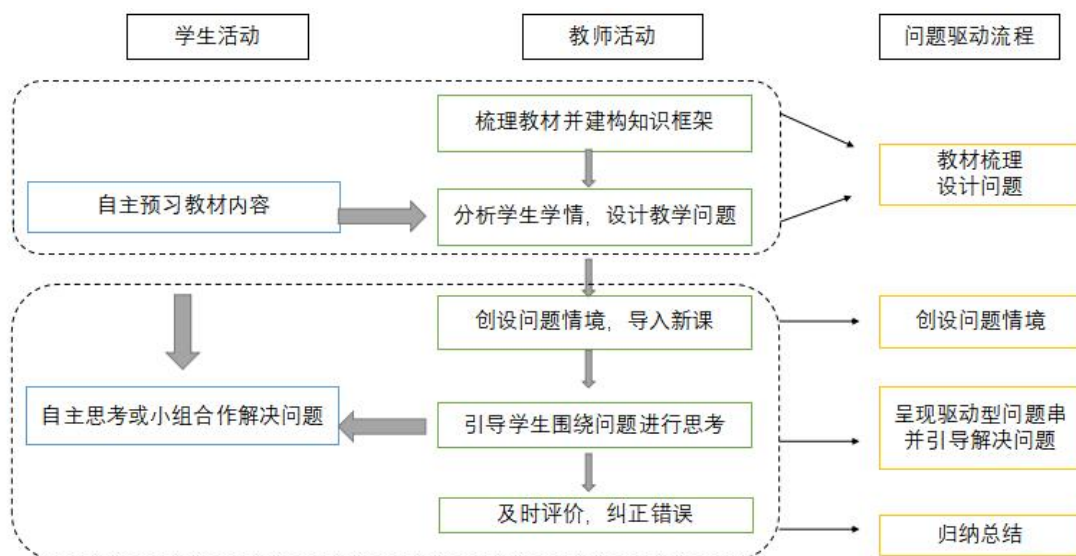 学生活动
教师活动
问题驱动流程
梳理教材并建构知识框架
教材梳理
设计问题
自主预习教材内容
分析学生学情，设计教学问题
创设问题情境，导入新课
创设问题情境
自主思考或小组合作解决问题
引导学生围绕问题进行思考
呈现驱动型问题串
并引导解决问题
及时评价，纠正错误
归纳总结